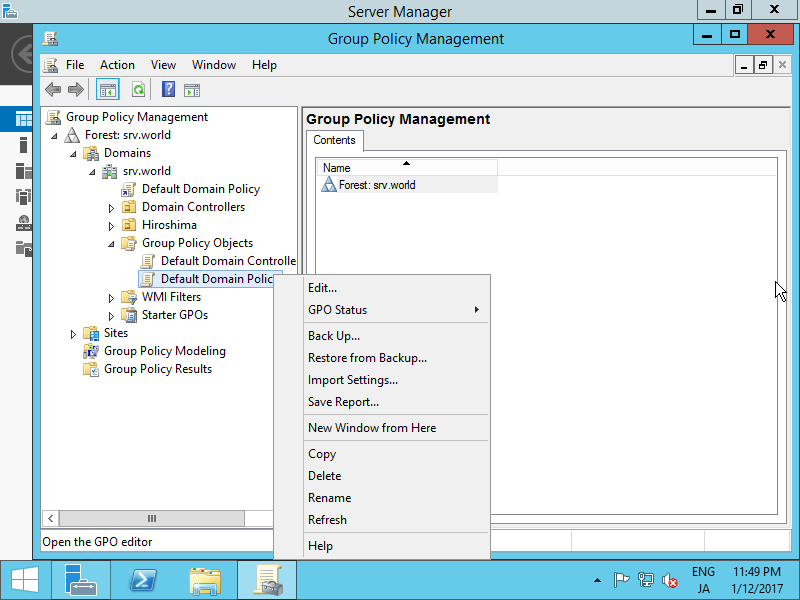 Server Manager
Group Policy Management
File Action View Window Help
Group Policy Management
Forest: srv.world
Domains
srv.world
Default Domain Policy
Domain Controllers
Hiroshima
Group Policy Objects
Default Domain Controlle
Default Domain Polic
WMI Filters
Starter GPOs
Sites
Group Policy Modeling
Group Policy Results
Group Policy Management
Contents
Name
Forest: srv.world
Edit...
GPO Status
Back Up...
Restore from Backup...
Import Settings...
Save Report...
New Window from Here
Copy
Delete
Rename
Refresh
Help
Open the GPO editor
ENG
JA
11:49 PM
1/12/2017